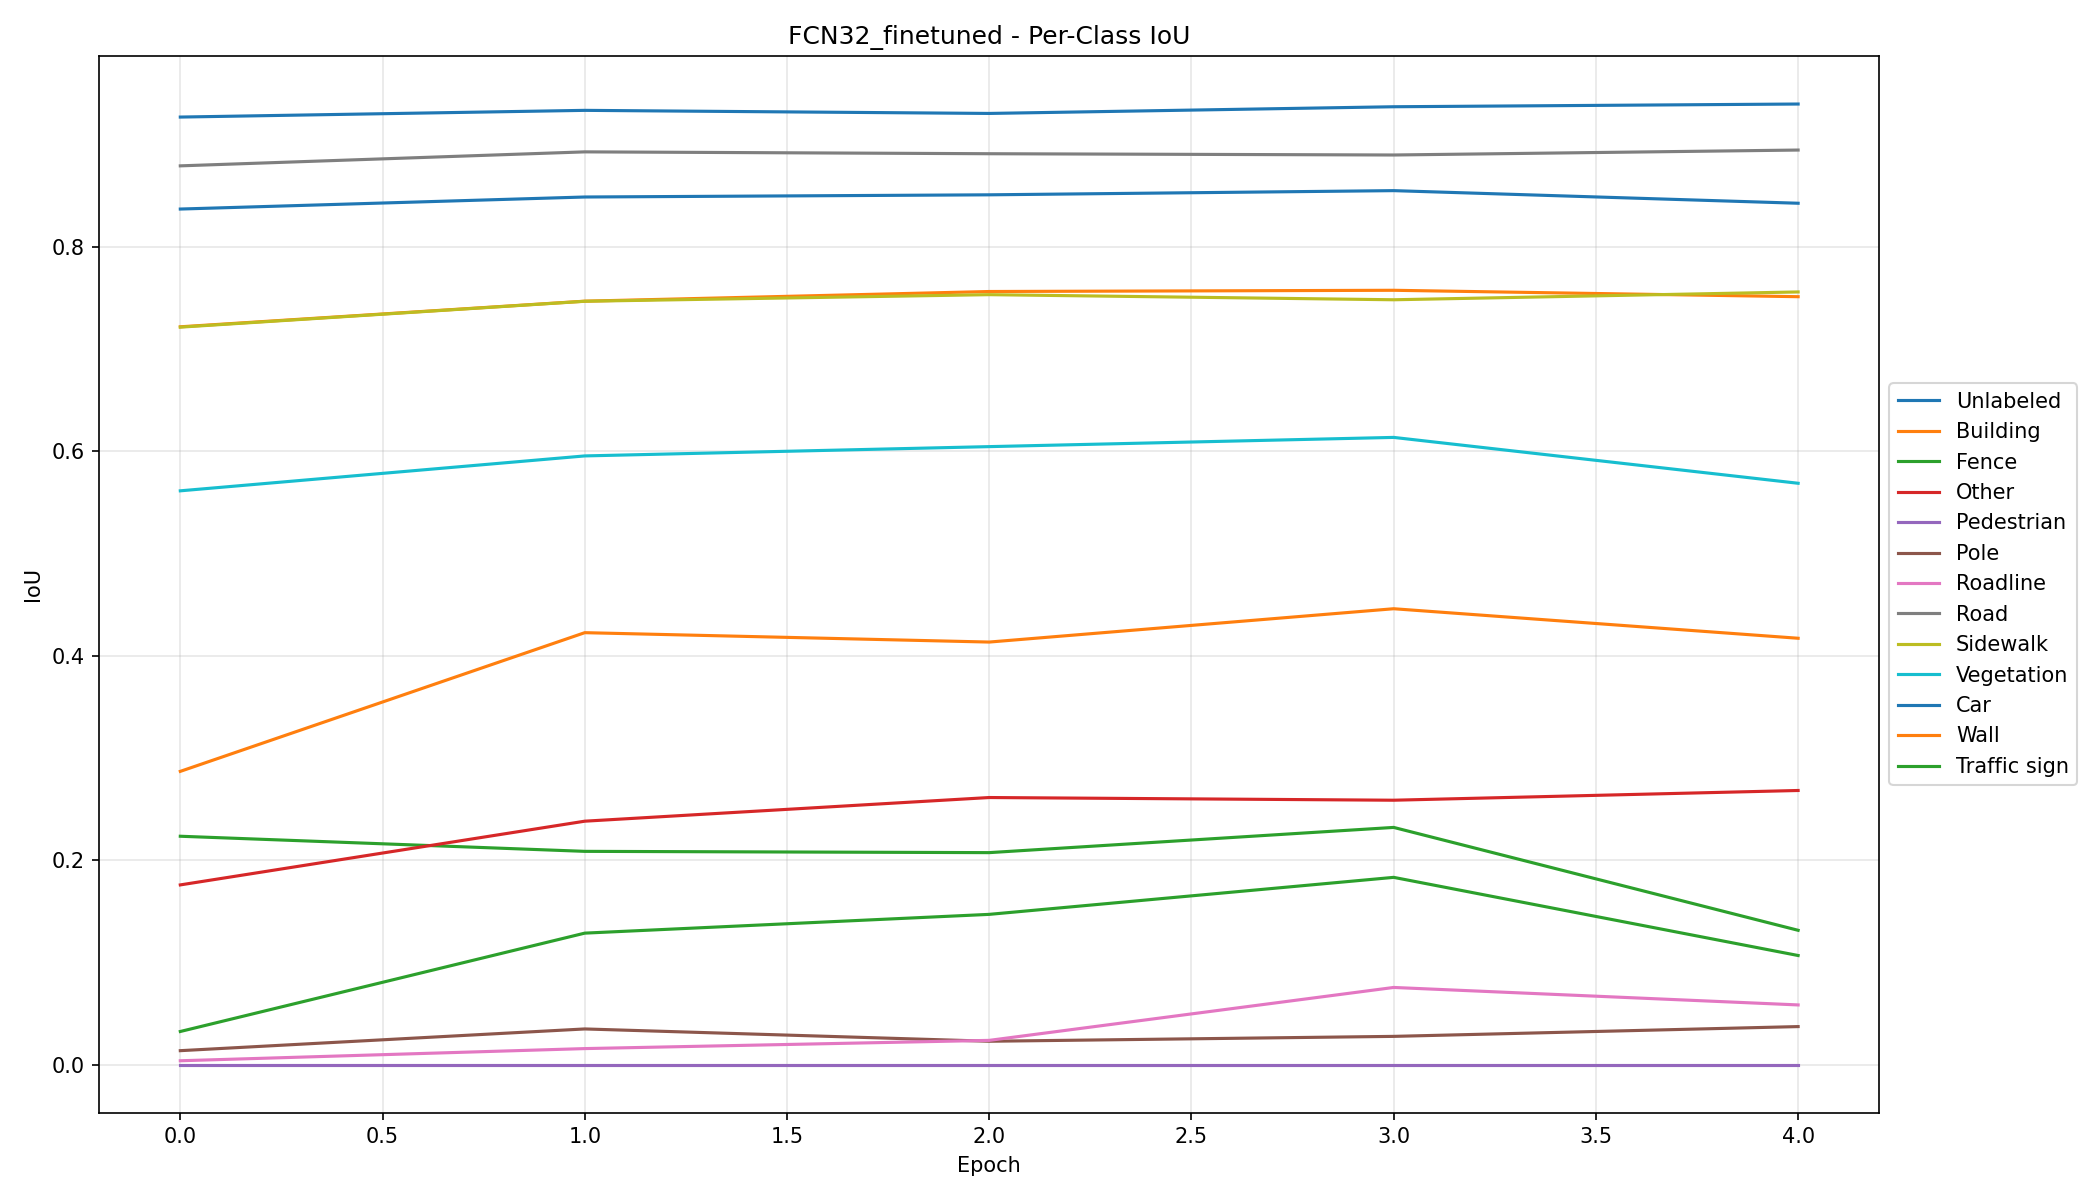 FCN32_finetuned - Per-Class IoU
IoU
0.8
0.6
0.4
0.2
0.0
0.0 0.5 1.0 1.5 2.0 2.5 3.0 3.5 4.0
Epoch
Unlabeled
Building
Fence
Other
Pedestrian
Pole
Roadline
Road
Sidewalk
Vegetation
Car
Wall
Traffic sign